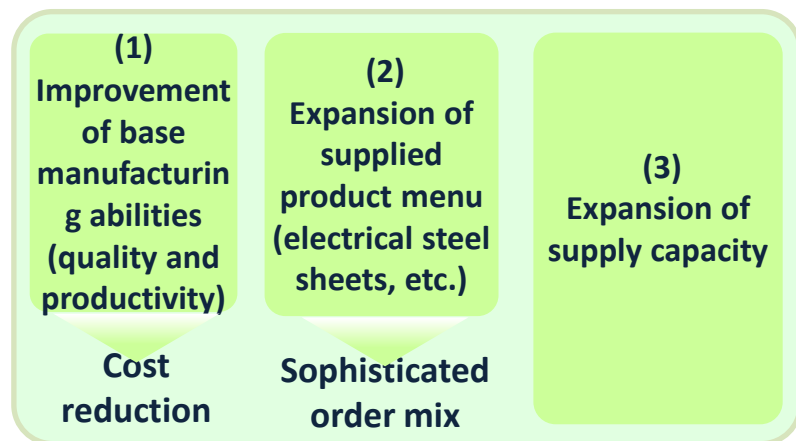 (1)
Improvement
of base
manufacturin
g abilities
(quality and
productivity)
Cost
reduction
(2)
Expansion of
supplied
product menu
(electrical steel
sheets, etc.)
Sophisticated
order mix
(3)
Expansion of
supply capacity